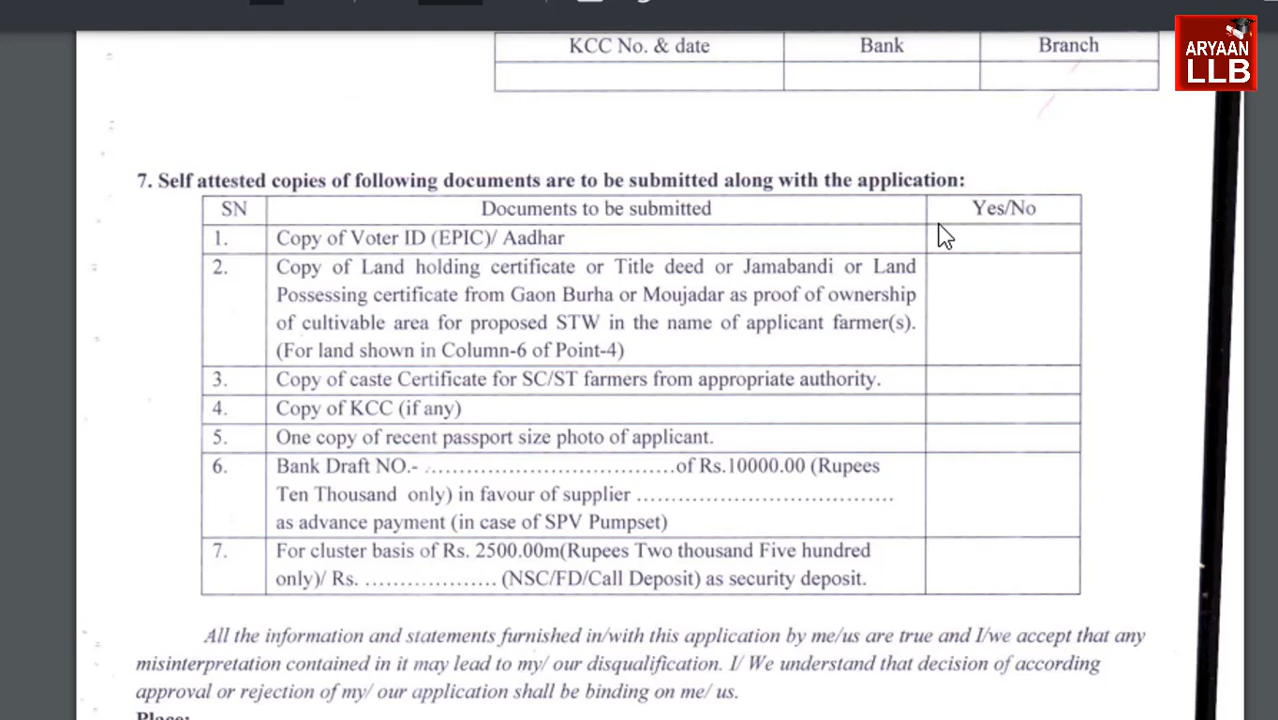 KCC No. & date Bank Branch
ARYAAN
LLB
7. Self attested copies of following documents are to be submitted along with the application:
SN Documents to be submitted Yes/No
1. Copy of Voter ID (EPIC)/ Aadhar
2. Copy of Land holding certificate or Title deed or Jamabandi or Land
Possessing certificate from Gaon Burha or Moujadar as proof of ownership
of cultivable area for proposed STW in the name of applicant farmer(s).
(For land shown in Column-6 of Point-4)
3. Copy of caste Certificate for SC/ST farmers from appropriate authority.
4. Copy of KCC (if any)
5. One copy of recent passport size photo of applicant.
6. Bank Draft NO.- ....................................of Rs.10000.00 (Rupees
Ten Thousand only) in favour of supplier .....................................
as advance payment (in case of SPV Pumpset)
7. For cluster basis of Rs. 2500.00m(Rupees Two thousand Five hundred
only)/ Rs. ................... (NSC/FD/Call Deposit) as security deposit.
All the information and statements furnished in/with this application by me/us are true and I/we accept that any
misinterpretation contained in it may lead to my/ our disqualification. I/ We understand that decision of according
approval or rejection of my/ our application shall be binding on me/ us.
Place: